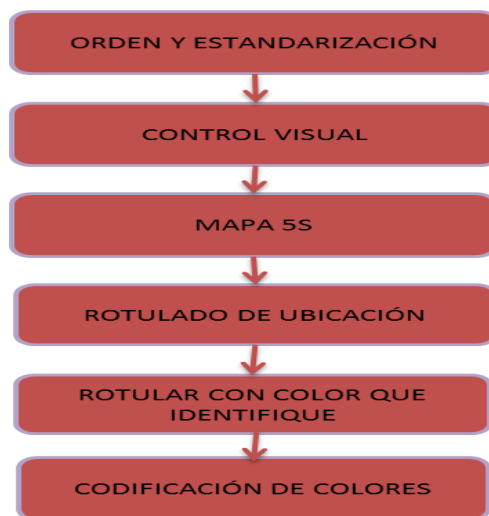 ORDEN Y ESTANDARIZACIÓN
CONTROL VISUAL
MAPA 5S
ROTULADO DE UBICACIÓN
ROTULAR CON COLOR QUE
IDENTIFIQUE
CODIFICACIÓN DE COLORES